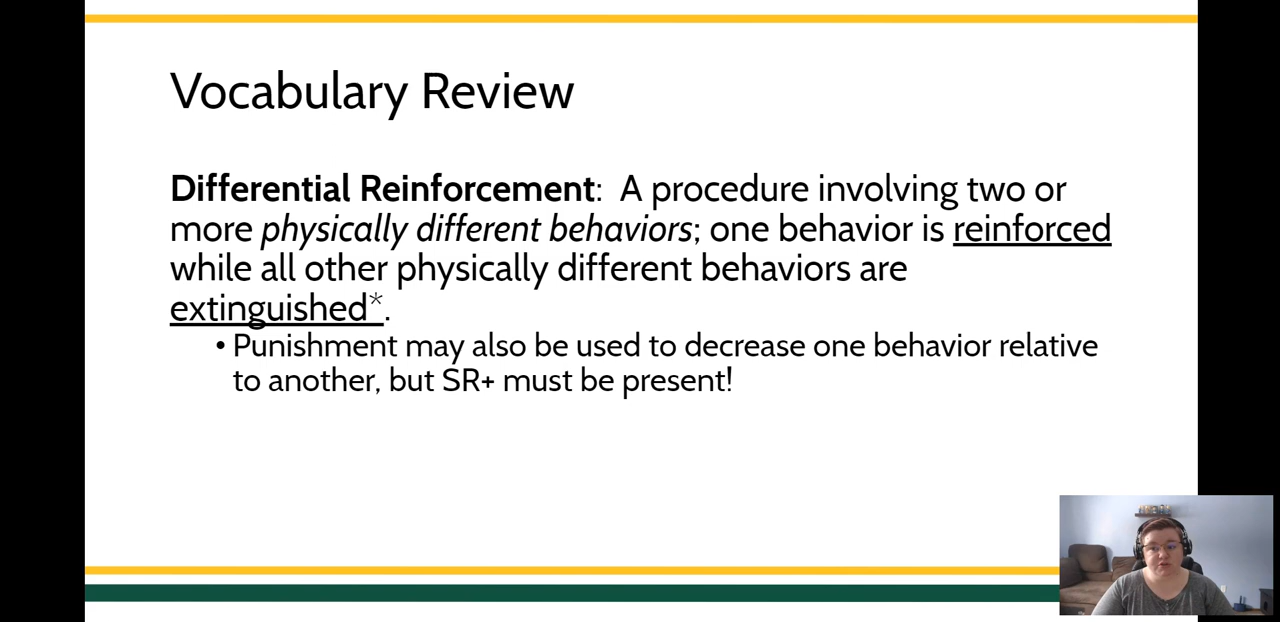 Vocabulary Review
Differential Reinforcement:  A procedure involving two or
more physically different behaviors; one behavior is reinforced
while all other physically different behaviors are
extinguished*.
• Punishment may also be used to decrease one behavior relative
to another, but SR+ must be present!